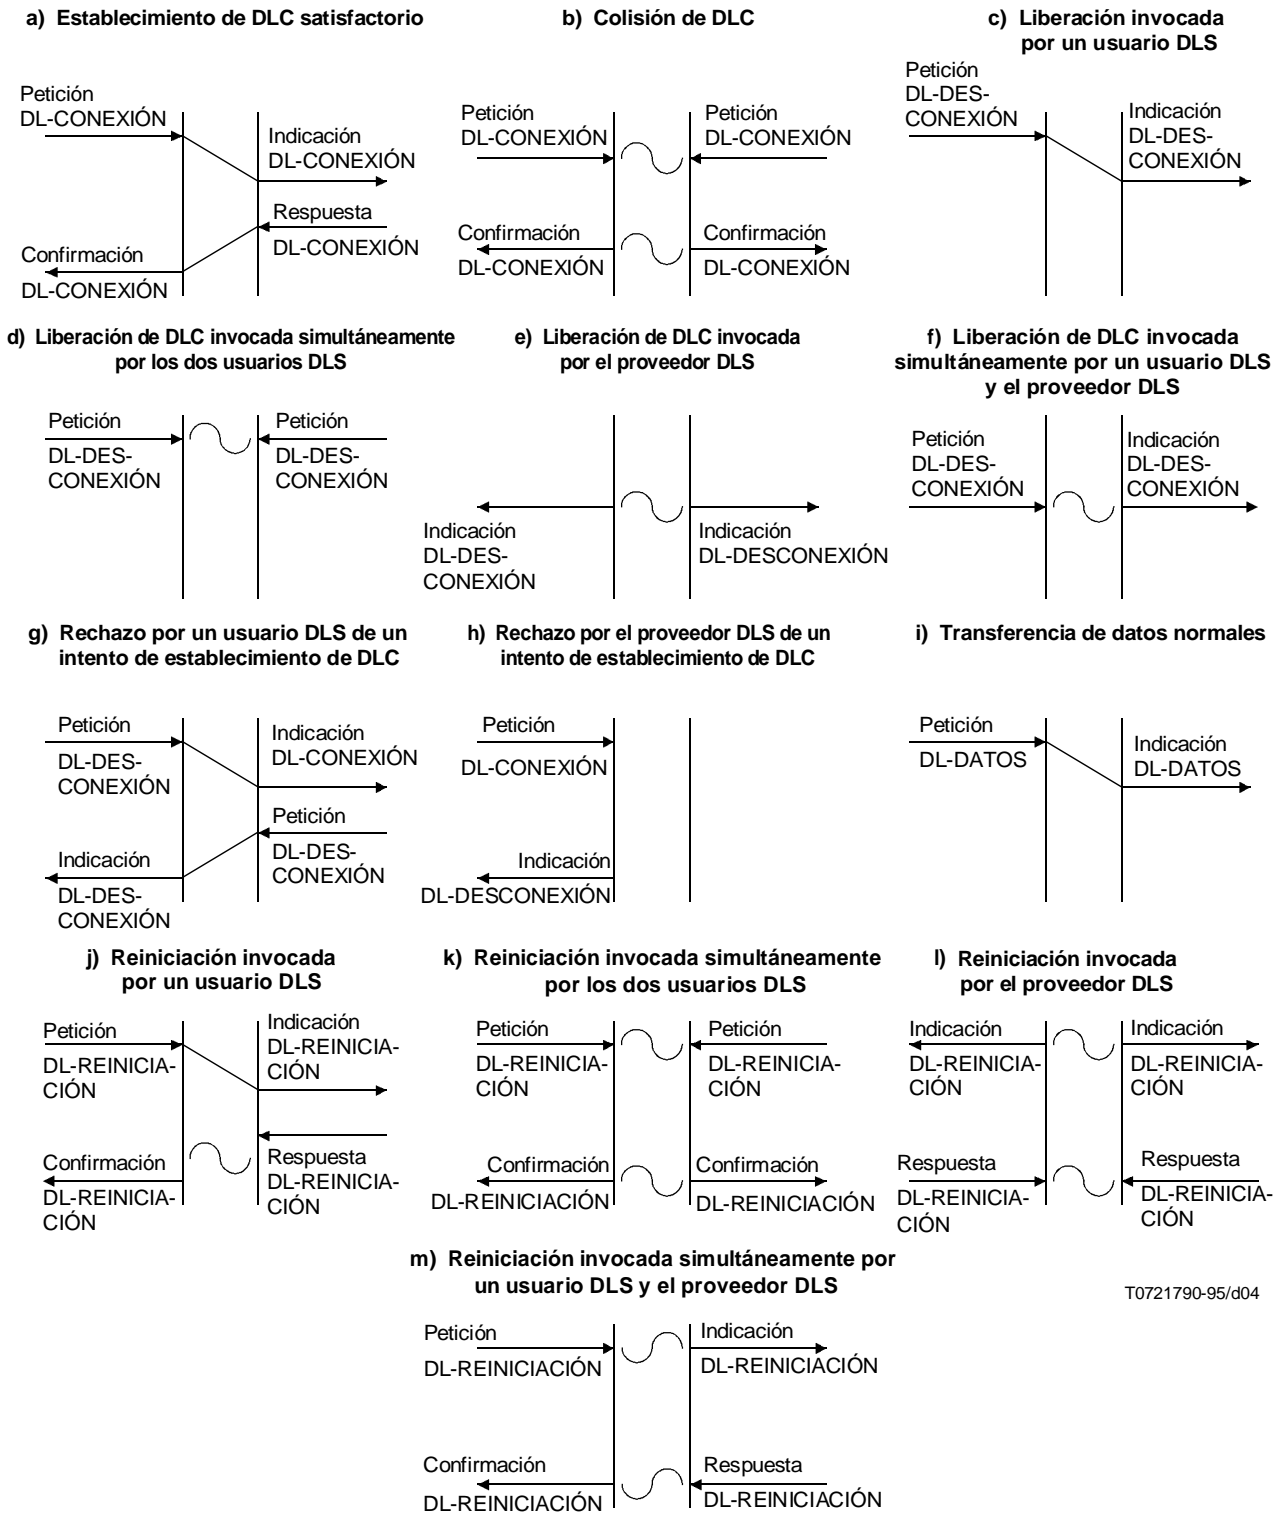 a) Establecimiento de DLC satisfactorio
Petición
DL-CONEXIÓN
Indicación
DL-CONEXIÓN
Respuesta
DL-CONEXIÓN
Confirmación
DL-CONEXIÓN
b) Colisión de DLC
Petición
DL-CONEXIÓN
Petición
DL-CONEXIÓN
Confirmación
DL-CONEXIÓN
Confirmación
DL-CONEXIÓN
c) Liberación invocada
por un usuario DLS
Petición
DL-DES-
CONEXIÓN
Indicación
DL-DES-
CONEXIÓN
d) Liberación de DLC invocada simultáneamente
por los dos usuarios DLS
Petición
DL-DES-
CONEXIÓN
Petición
DL-DES-
CONEXIÓN
e) Liberación de DLC invocada
por el proveedor DLS
Indicación
DL-DES-
CONEXIÓN
Indicación
DL-DESCONEXIÓN
f) Liberación de DLC invocada
simultáneamente por un usuario DLS
y el proveedor DLS
Petición
DL-DES-
CONEXIÓN
Indicación
DL-DES-
CONEXIÓN
g) Rechazo por un usuario DLS de un
intento de establecimiento de DLC
Petición
DL-DES-
CONEXIÓN
Indicación
DL-CONEXIÓN
Petición
DL-DES-
CONEXIÓN
Indicación
DL-DES-
CONEXIÓN
h) Rechazo por el proveedor DLS de un
intento de establecimiento de DLC
Petición
DL-CONEXIÓN
Indicación
DL-DESCONEXIÓN
i) Transferencia de datos normales
Petición
DL-DATOS
Indicación
DL-DATOS
j) Reiniciación invocada
por un usuario DLS
Petición
DL-REINICIA-
CIÓN
Indicación
DL-REINICIA-
CIÓN
Confirmación
DL-REINICIA-
CIÓN
Respuesta
DL-REINICIA-
CIÓN
k) Reiniciación invocada simultáneamente
por los dos usuarios DLS
Petición
DL-REINICIA-
CIÓN
Petición
DL-REINICIA-
CIÓN
Confirmación
DL-REINICIACIÓN
Confirmación
DL-REINICIACIÓN
l) Reiniciación invocada
por el proveedor DLS
Indicación
DL-REINICIA-
CIÓN
Indicación
DL-REINICIA-
CIÓN
Respuesta
DL-REINICIA-
CIÓN
Respuesta
DL-REINICIA-
CIÓN
m) Reiniciación invocada simultáneamente por
un usuario DLS y el proveedor DLS
T0721790-95/d04
Petición
DL-REINICIACIÓN
Indicación
DL-REINICIACIÓN
Confirmación
DL-REINICIACIÓN
Respuesta
DL-REINICIACIÓN